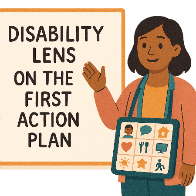 DISABILITY
LENS
ON THE
FIRST
ACTION
PLAN